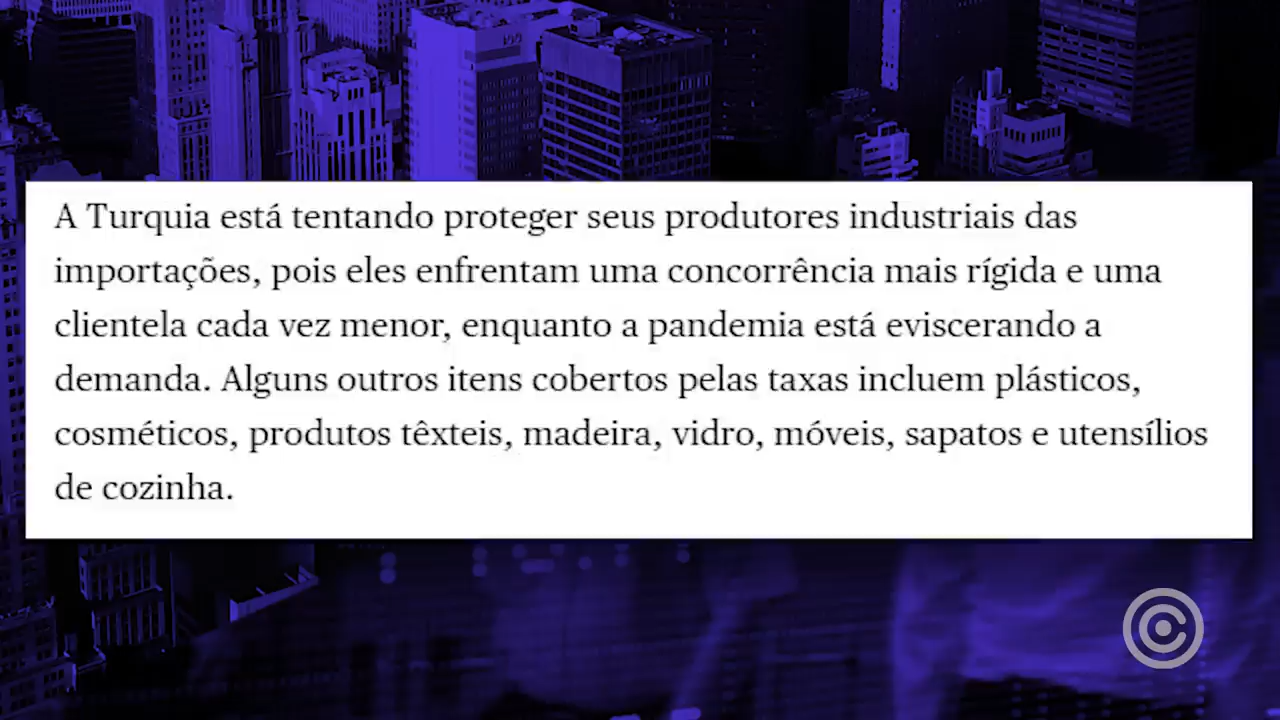 A Turquia está tentando proteger seus produtores industriais das
importações, pois eles enfrentam uma concorrência mais rígida e uma
clientela cada vez menor, enquanto a pandemia está eviscerando a
demanda. Alguns outros itens cobertos pelas taxas incluem plásticos,
cosméticos, produtos têxteis, madeira, vidro, móveis, sapatos e utensílios
de cozinha.